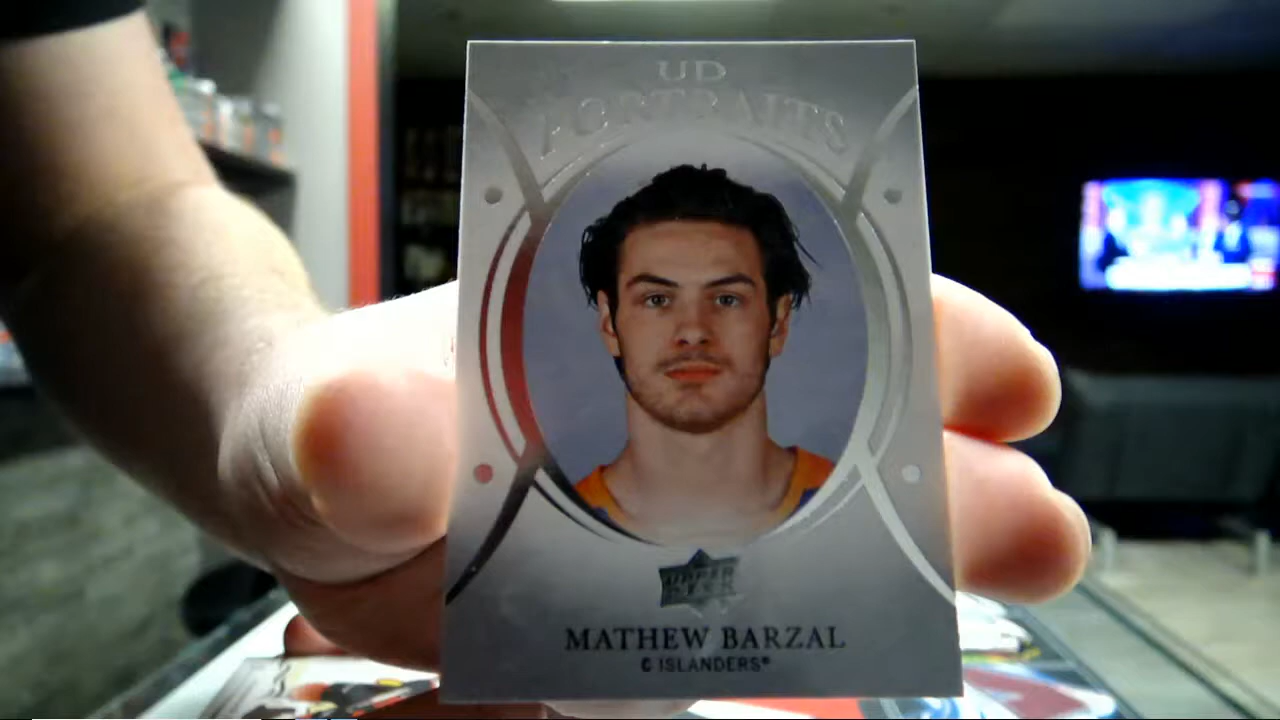 UD
PORTRAITS
UPPER
DECK
MATHEW BARZAL
C ISLANDERS®